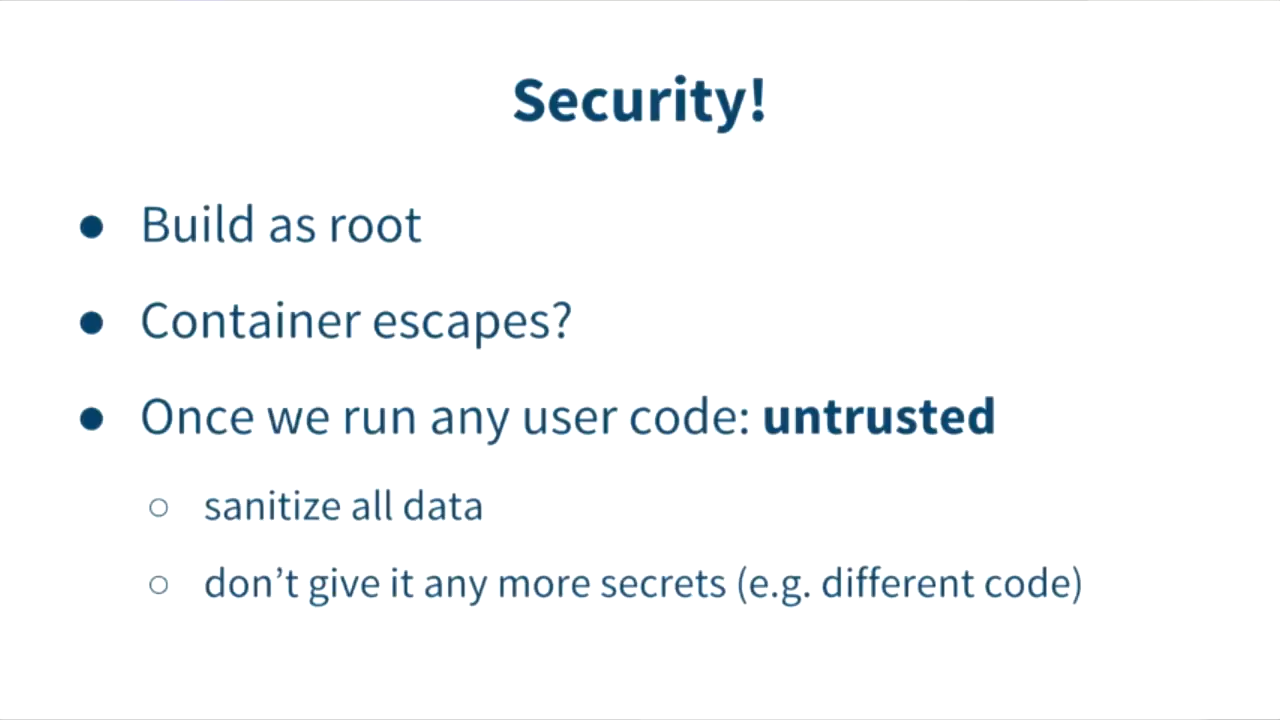 Security!
● Build as root
● Container escapes?
● Once we run any user code: untrusted
○ sanitize all data
○ don’t give it any more secrets (e.g. different code)